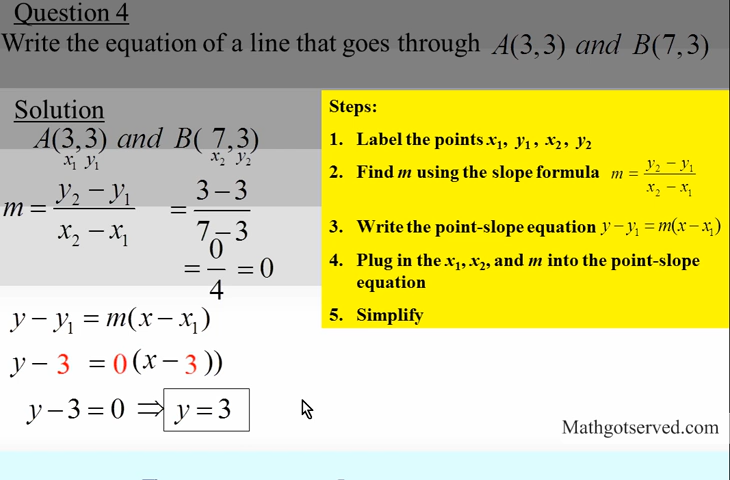 Question 4
Write the equation of a line that goes through A(3,3) and B(7,3)
Solution
A(3,3) and B( 7,3)
x₁ y₁ x₂ y₂
m = (y₂ − y₁)/(x₂ − x₁) = (3−3)/(7−3)
= 0/4 = 0
y − y₁ = m(x − x₁)
y − 3 = 0(x − 3))
y − 3 = 0 ⇒ y = 3
Steps:
1. Label the points x₁, y₁, x₂, y₂
2. Find m using the slope formula m = (y₂ − y₁)/(x₂ − x₁)
3. Write the point-slope equation y − y₁ = m(x − x₁)
4. Plug in the x₁, x₂, and m into the point-slope
equation
5. Simplify
Mathgotserved.com